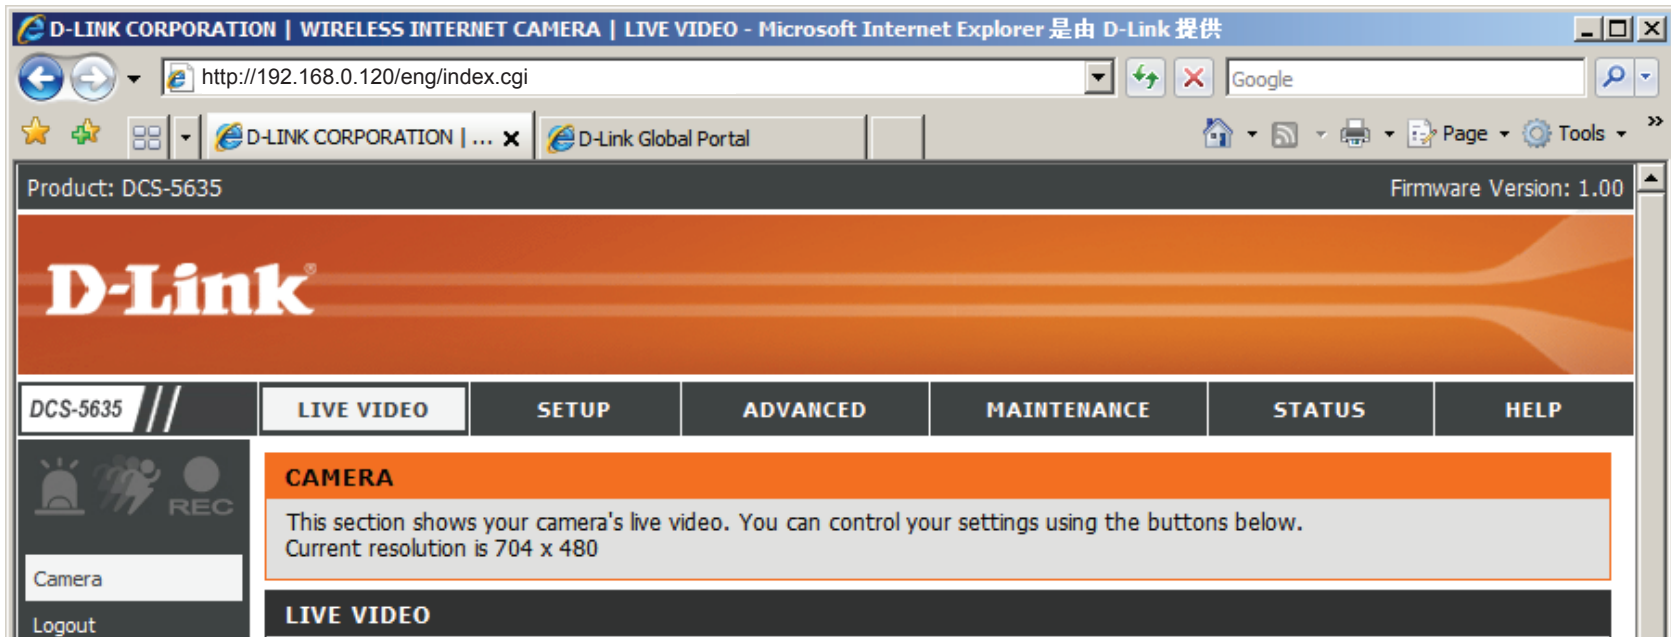 D-LINK CORPORATION | WIRELESS INTERNET CAMERA | LIVE VIDEO - Microsoft Internet Explorer 是由 D-Link 提供
http://192.168.0.120/eng/index.cgi
Google
D-LINK CORPORATION | ...
D-Link Global Portal
Page
Tools
Product: DCS-5635
Firmware Version: 1.00
D-Link®
DCS-5635
LIVE VIDEO
SETUP
ADVANCED
MAINTENANCE
STATUS
HELP
REC
CAMERA
This section shows your camera's live video. You can control your settings using the buttons below.
Current resolution is 704 x 480
Camera
Logout
LIVE VIDEO